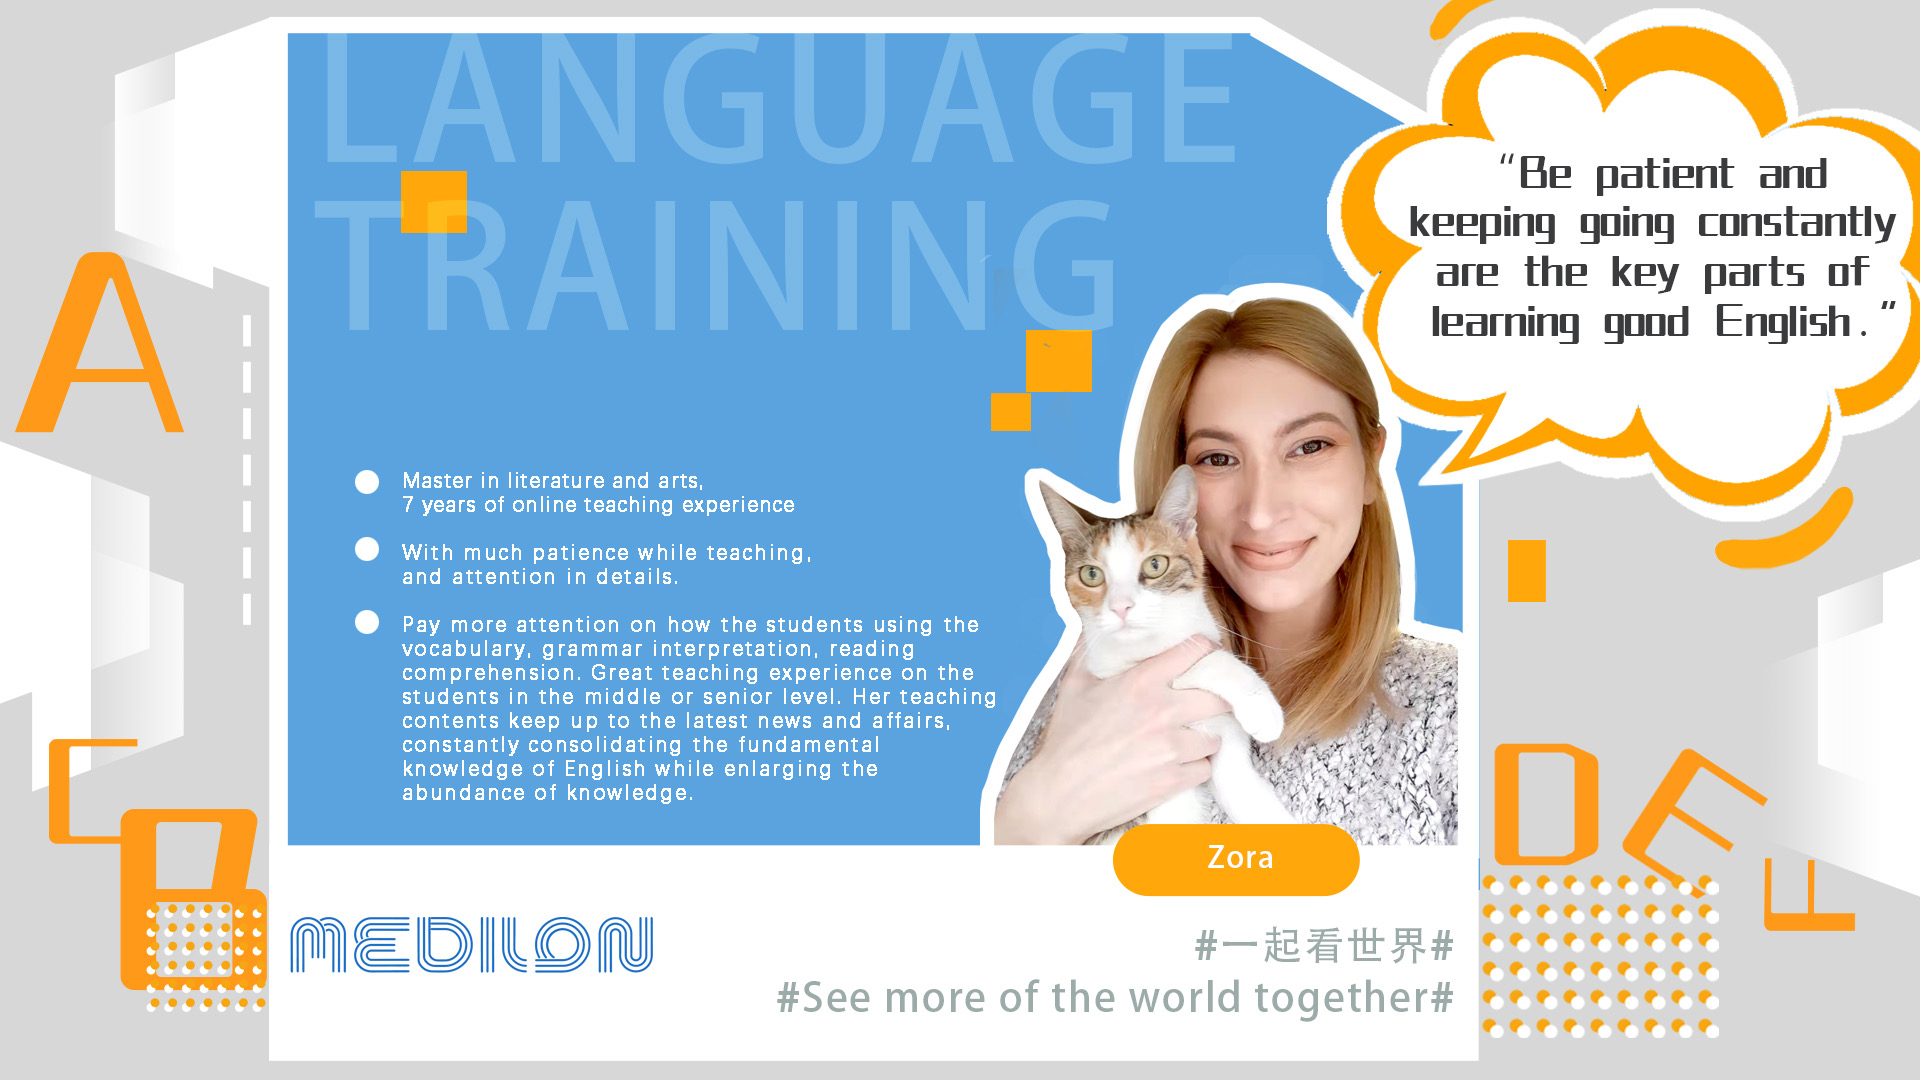 LANGUAGE
TRAINING
“Be patient and
keeping going constantly
are the key parts of
learning good English.”
A
Master in literature and arts,
7 years of online teaching experience
With much patience while teaching,
and attention in details.
Pay more attention on how the students using the
vocabulary, grammar interpretation, reading
comprehension. Great teaching experience on the
students in the middle or senior level. Her teaching
contents keep up to the latest news and affairs,
constantly consolidating the fundamental
knowledge of English while enlarging the
abundance of knowledge.
C
B
D
E
F
Zora
MEDILON
#一起看世界#
#See more of the world together#